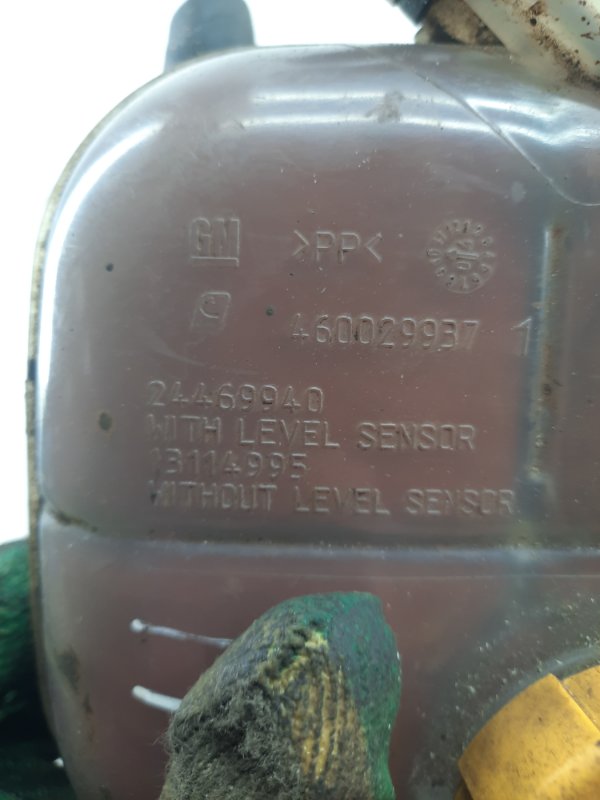 GM >PP<
460029937 1
24469940
WITH LEVEL SENSOR
13114995
WITHOUT LEVEL SENSOR